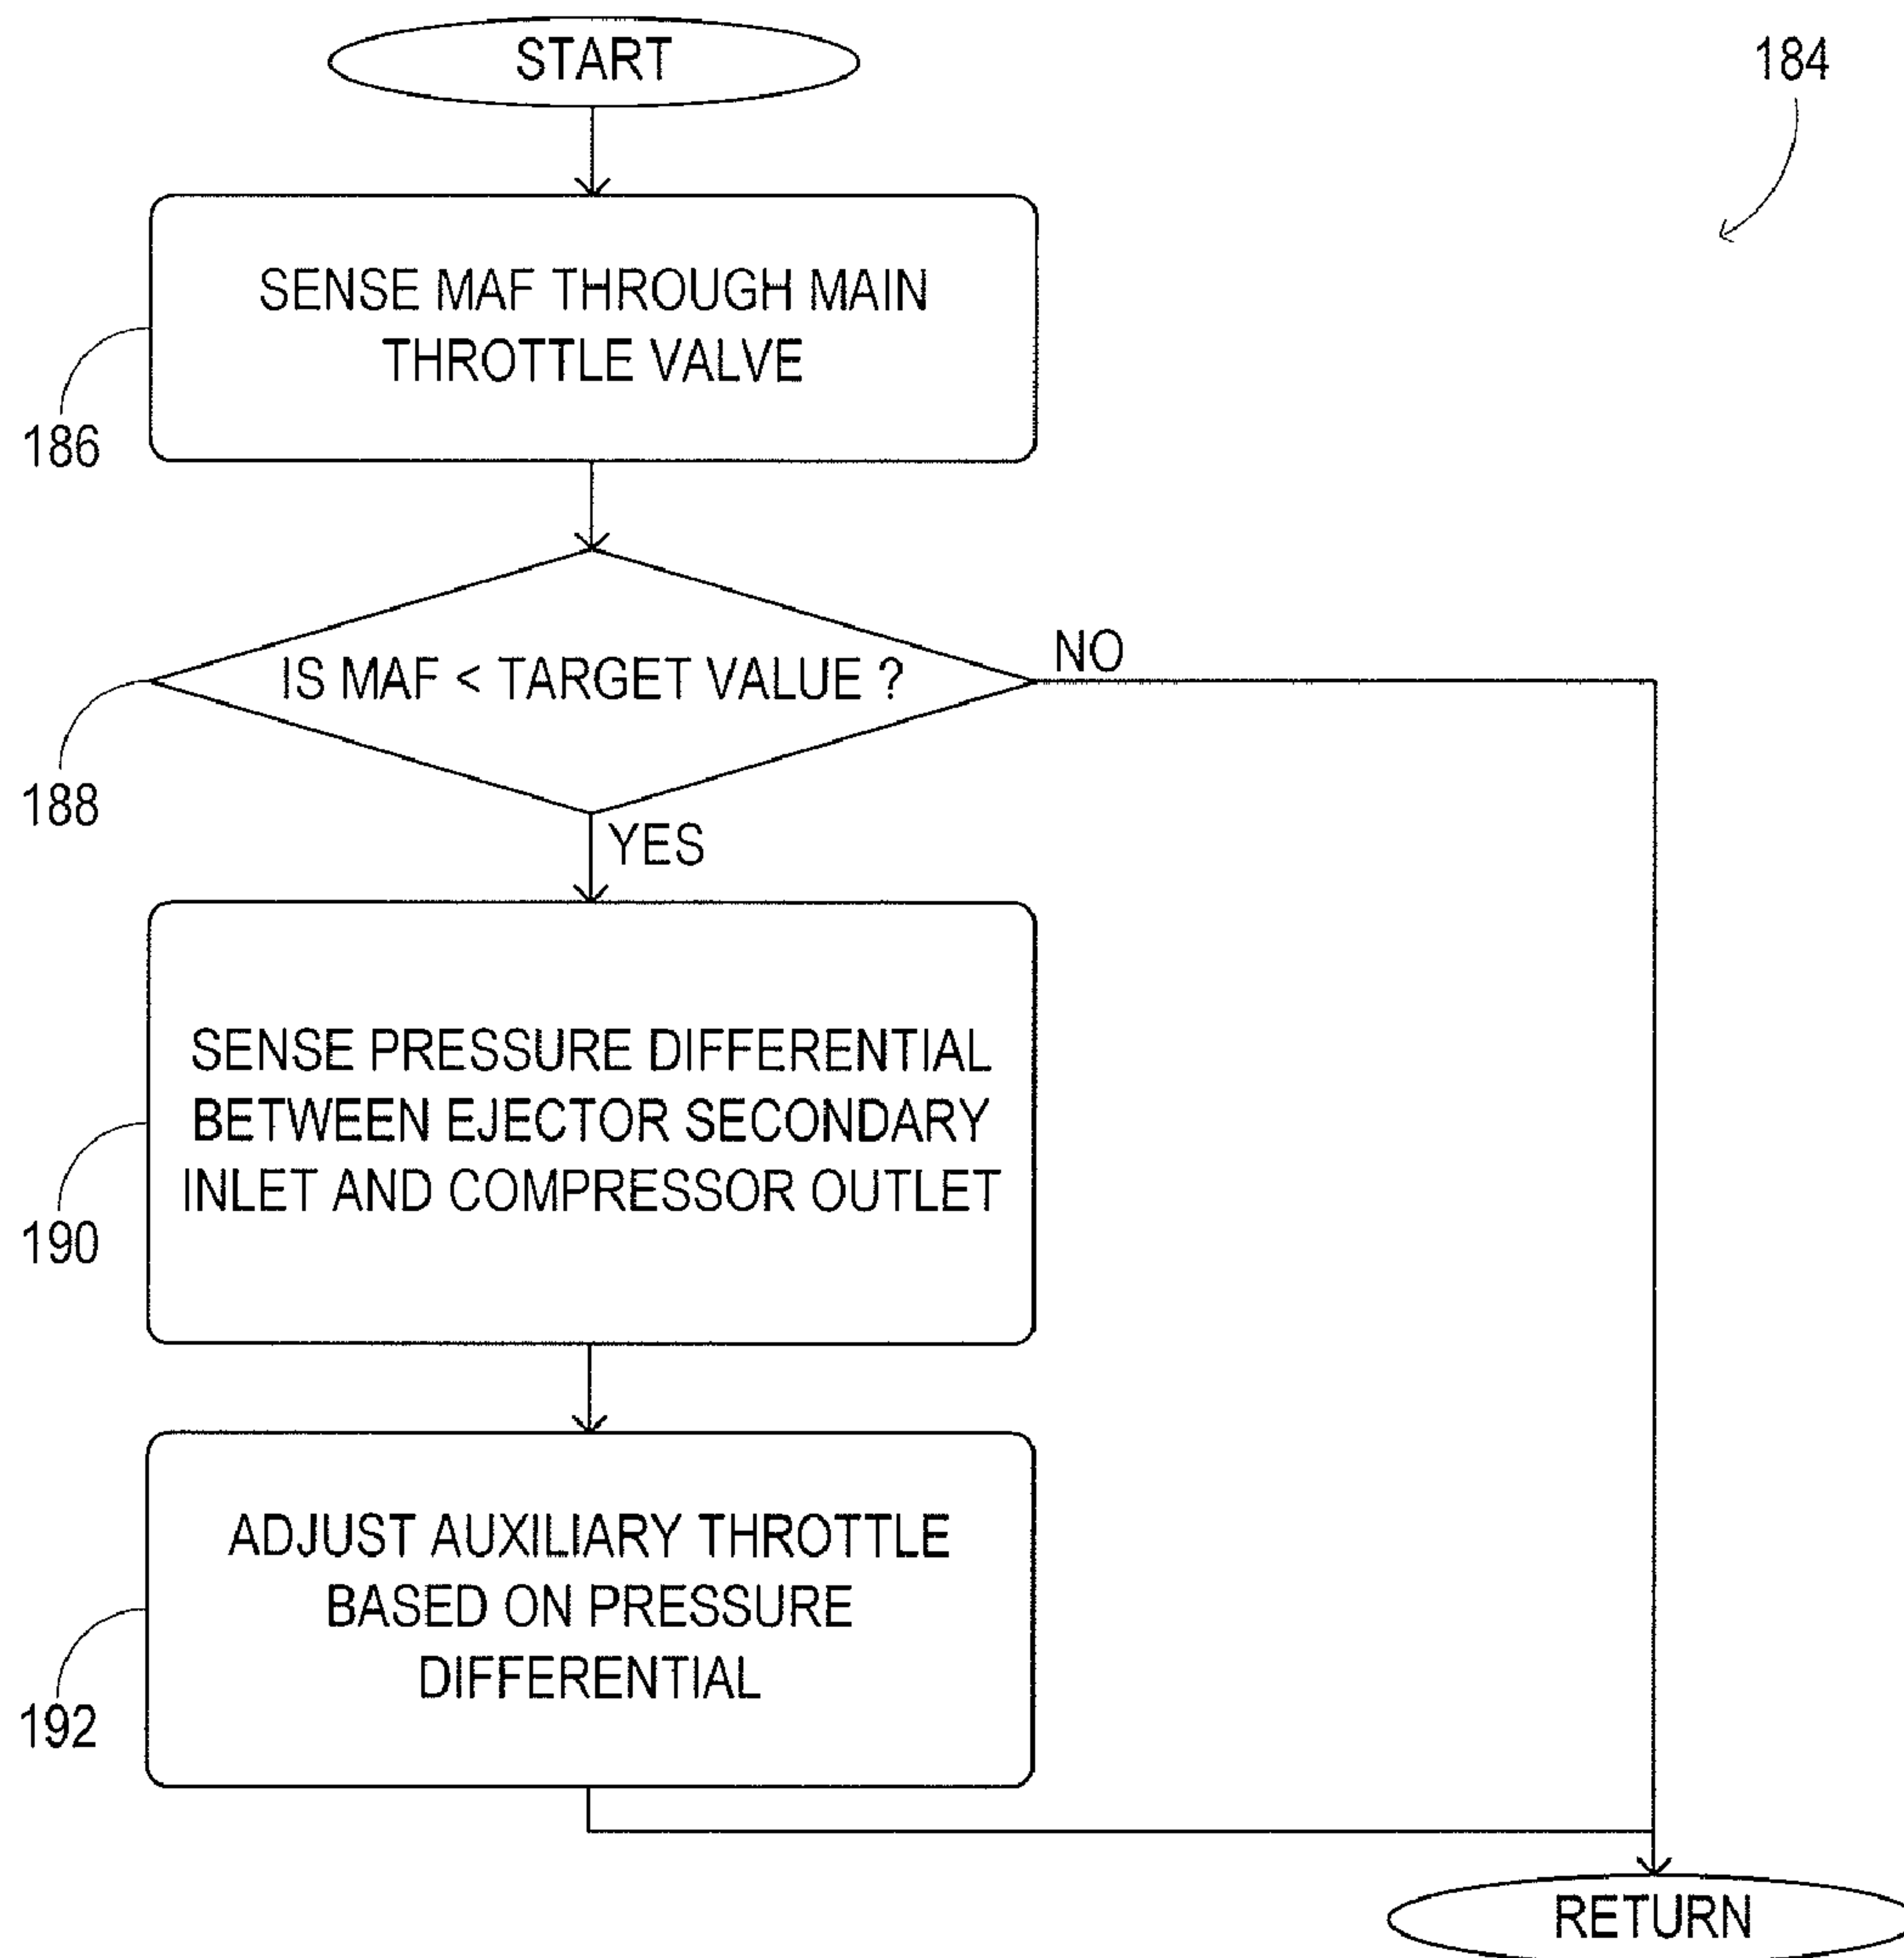 START
184
SENSE MAF THROUGH MAIN
THROTTLE VALVE
186
IS MAF < TARGET VALUE ?
NO
188
YES
SENSE PRESSURE DIFFERENTIAL
BETWEEN EJECTOR SECONDARY
INLET AND COMPRESSOR OUTLET
190
ADJUST AUXILIARY THROTTLE
BASED ON PRESSURE
DIFFERENTIAL
192
RETURN